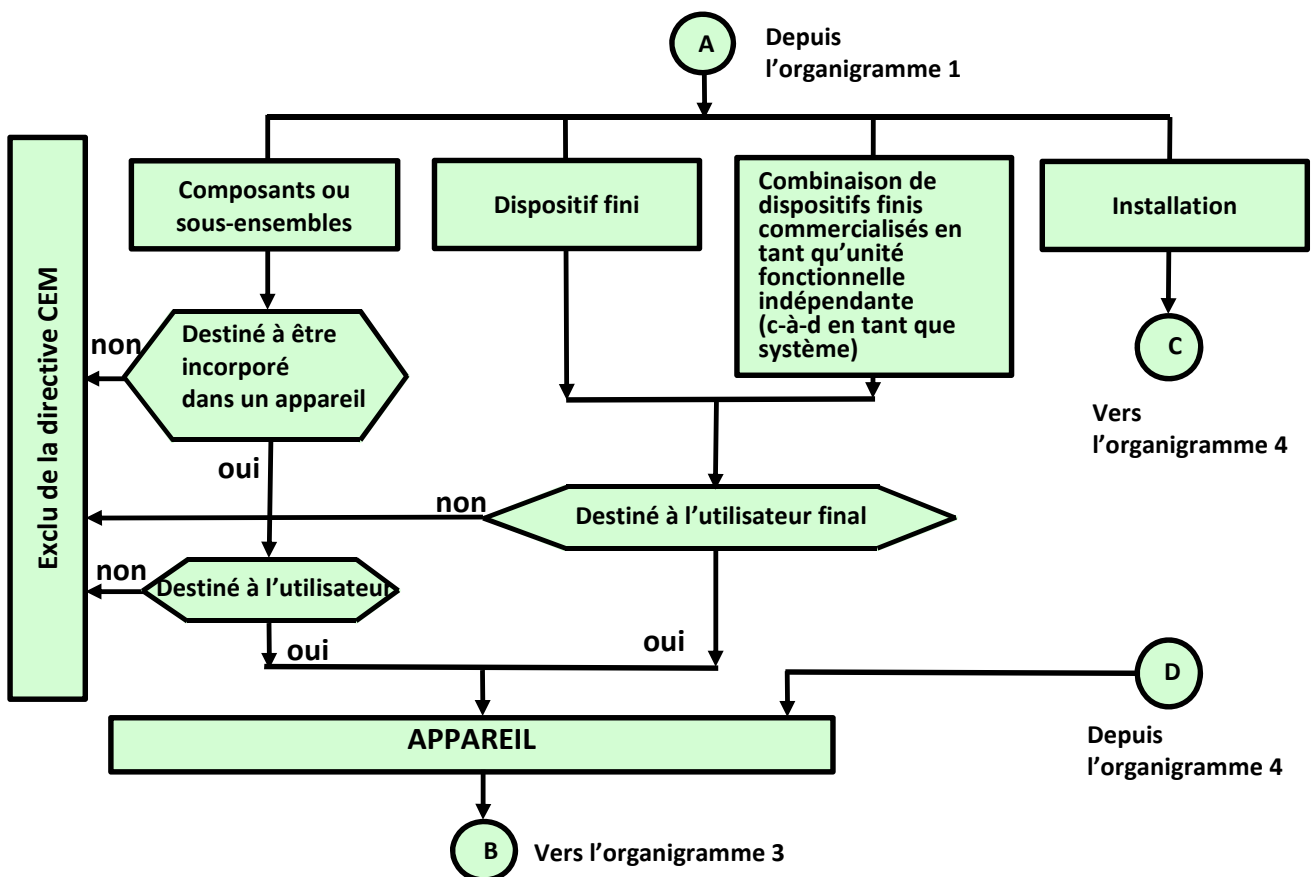 A
Depuis
l’organigramme 1
Exclu de la directive CEM
Composants ou
sous-ensembles
Dispositif fini
Combinaison de
dispositifs finis
commercialisés en
tant qu’unité
fonctionnelle
indépendante
(c-à-d en tant que
système)
Installation
non
Destiné à être
incorporé
dans un appareil
C
Vers
l’organigramme 4
oui
non
Destiné à l’utilisateur final
non
Destiné à l’utilisateur
oui
oui
D
Depuis
l’organigramme 4
APPAREIL
B
Vers l’organigramme 3